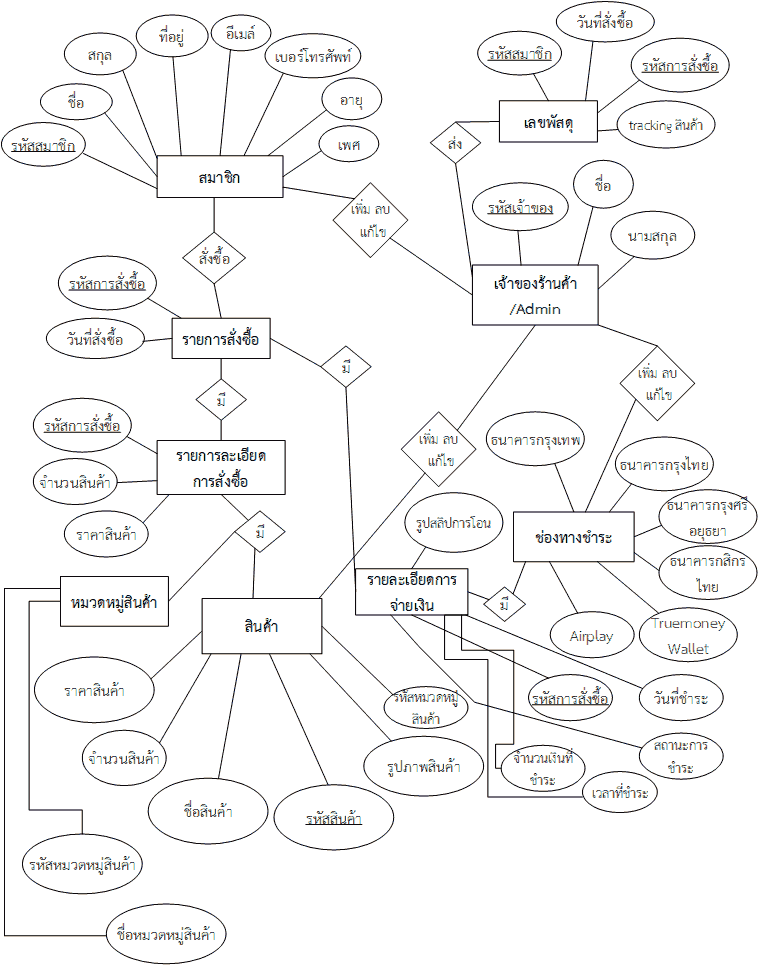 ที่อยู่
อีเมล์
สกุล
เบอร์โทรศัพท์
ชื่อ
อายุ
รหัสสมาชิก
เพศ
สมาชิก
วันที่สั่งซื้อ
รหัสสมาชิก
รหัสการสั่งซื้อ
เลขพัสดุ
tracking สินค้า
ส่ง
เพิ่ม ลบ
แก้ไข
รหัสเจ้าของ
ชื่อ
นามสกุล
เจ้าของร้านค้า
/Admin
สั่งซื้อ
รหัสการสั่งซื้อ
วันที่สั่งซื้อ
รายการสั่งซื้อ
มี
มี
เพิ่ม ลบ
แก้ไข
เพิ่ม ลบ
แก้ไข
รหัสการสั่งซื้อ
จำนวนสินค้า
ราคาสินค้า
รายการละเอียด
การสั่งซื้อ
มี
ธนาคารกรุงเทพ
ธนาคารกรุงไทย
ธนาคารกรุงศรี
อยุธยา
ธนาคารกสิกร
ไทย
ช่องทางชำระ
Airplay
Truemoney
Wallet
รูปสลิปการโอน
รายละเอียดการ
จ่ายเงิน
มี
หมวดหมู่สินค้า
สินค้า
ราคาสินค้า
จำนวนสินค้า
ชื่อสินค้า
รหัสสินค้า
รูปภาพสินค้า
รหัสหมวดหมู่
สินค้า
รหัสการสั่งซื้อ
วันที่ชำระ
สถานะการ
ชำระ
จำนวนเงินที่
ชำระ
เวลาที่ชำระ
รหัสหมวดหมู่สินค้า
ชื่อหมวดหมู่สินค้า